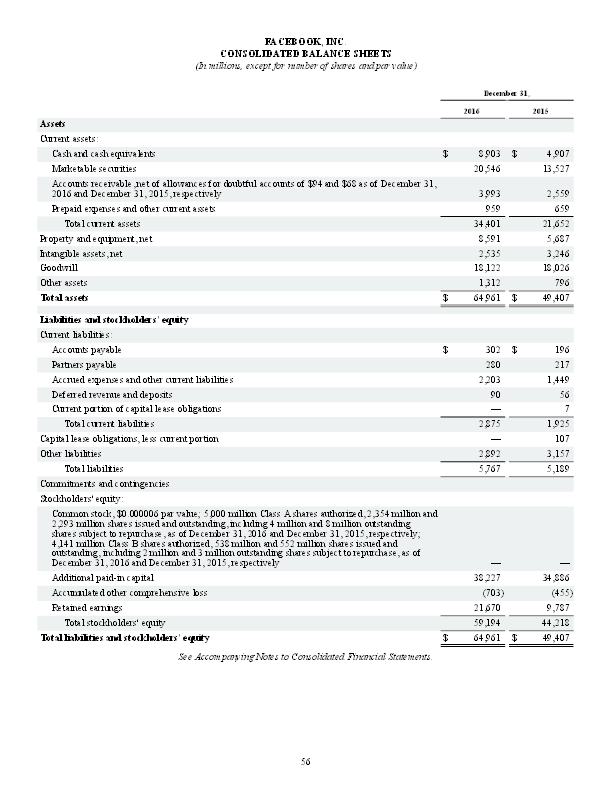 FACEBOOK, INC.
CONSOLIDATED BALANCE SHEETS
(In millions, except for number of shares and par value)
December 31,
2016 2015
Assets
Current assets:
Cash and cash equivalents $ 8,903 $ 4,907
Marketable securities 20,546 13,527
Accounts receivable, net of allowances for doubtful accounts of $94 and $68 as of December 31,
2016 and December 31, 2015, respectively 3,993 2,559
Prepaid expenses and other current assets 959 659
Total current assets 34,401 21,652
Property and equipment, net 8,591 5,687
Intangible assets, net 2,535 3,246
Goodwill 18,122 18,026
Other assets 1,312 796
Total assets $ 64,961 $ 49,407
Liabilities and stockholders' equity
Current liabilities:
Accounts payable $ 302 $ 196
Partners payable 280 217
Accrued expenses and other current liabilities 2,203 1,449
Deferred revenue and deposits 90 56
Current portion of capital lease obligations — 7
Total current liabilities 2,875 1,925
Capital lease obligations, less current portion — 107
Other liabilities 2,892 3,157
Total liabilities 5,767 5,189
Commitments and contingencies
Stockholders' equity:
Common stock, $0.000006 par value; 5,000 million Class A shares authorized, 2,354 million and
2,293 million shares issued and outstanding, including 4 million and 8 million outstanding
shares subject to repurchase, as of December 31, 2016 and December 31, 2015, respectively;
4,141 million Class B shares authorized, 538 million and 552 million shares issued and
outstanding, including 2 million and 3 million outstanding shares subject to repurchase, as of
December 31, 2016 and December 31, 2015, respectively — —
Additional paid-in capital 38,227 34,886
Accumulated other comprehensive loss (703) (455)
Retained earnings 21,670 9,787
Total stockholders' equity 59,194 44,218
Total liabilities and stockholders' equity $ 64,961 $ 49,407
See Accompanying Notes to Consolidated Financial Statements.
56